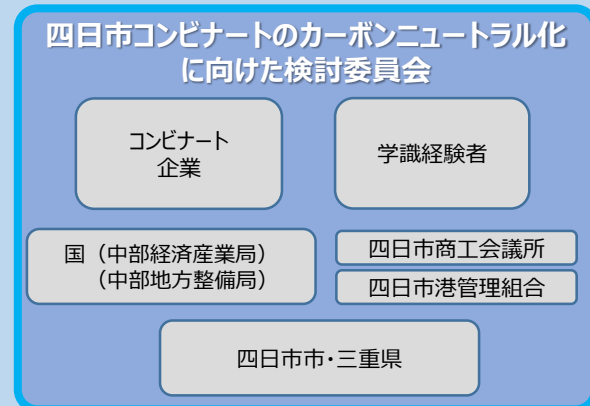 四日市コンビナートのカーボンニュートラル化
に向けた検討委員会
コンビナート
企業
学識経験者
国（中部経済産業局）
（中部地方整備局）
四日市商工会議所
四日市港管理組合
四日市市・三重県